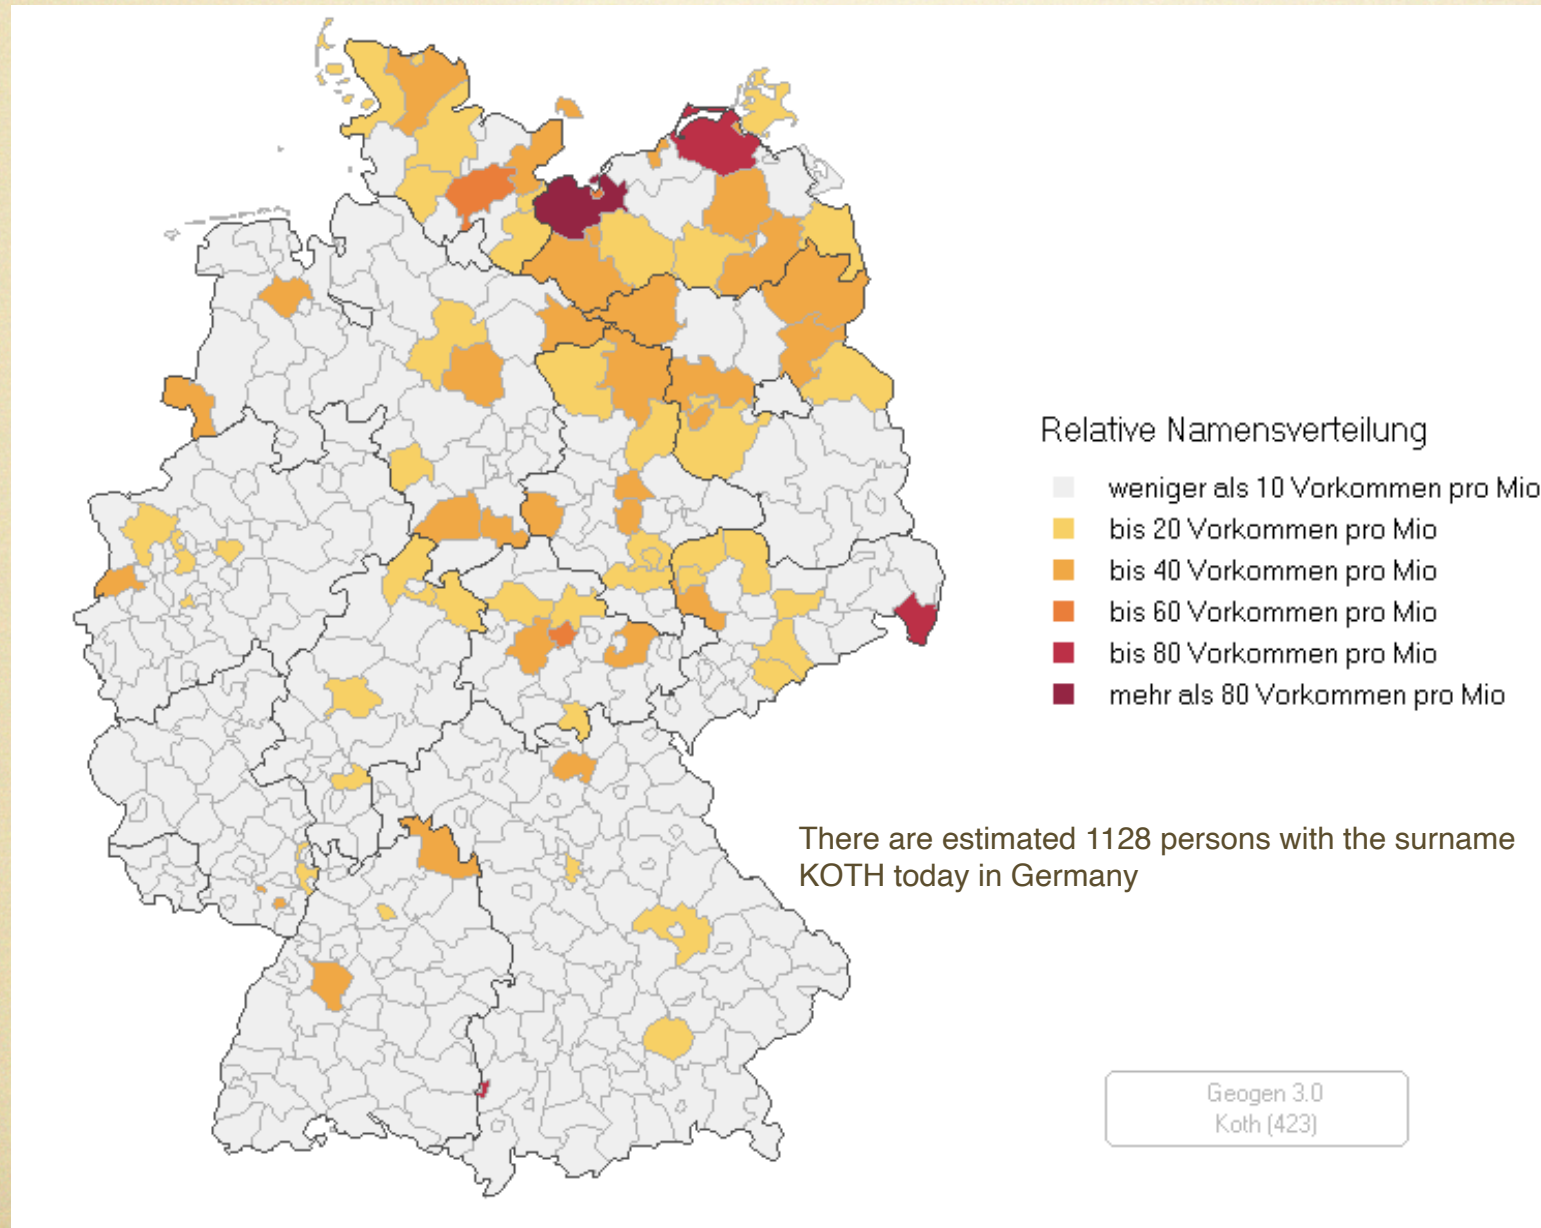 Relative Namensverteilung
weniger als 10 Vorkommen pro Mio
bis 20 Vorkommen pro Mio
bis 40 Vorkommen pro Mio
bis 60 Vorkommen pro Mio
bis 80 Vorkommen pro Mio
mehr als 80 Vorkommen pro Mio
There are estimated 1128 persons with the surname
KOTH today in Germany
Geogen 3.0
Koth (423)